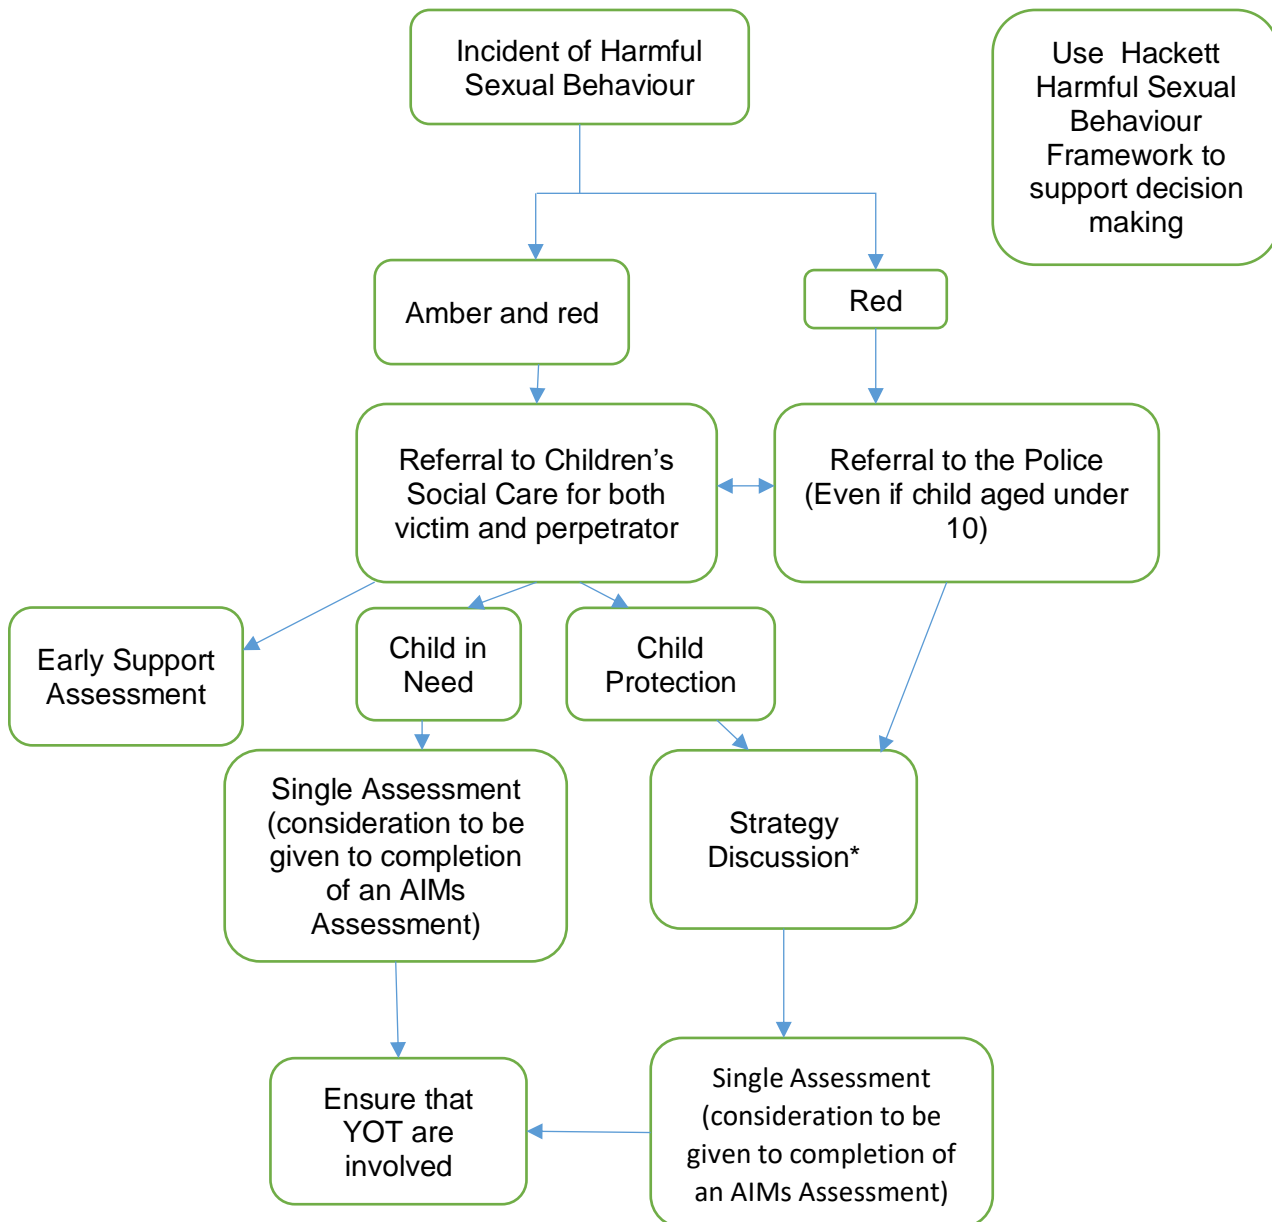 Incident of Harmful
Sexual Behaviour
Use Hackett
Harmful Sexual
Behaviour
Framework to
support decision
making
Amber and red
Red
Referral to Children’s
Social Care for both
victim and perpetrator
Referral to the Police
(Even if child aged under
10)
Early Support
Assessment
Child in
Need
Child
Protection
Single Assessment
(consideration to be
given to completion
of an AIMs
Assessment)
Strategy
Discussion*
Ensure that
YOT are
involved
Single Assessment
(consideration to be
given to completion of
an AIMs Assessment)